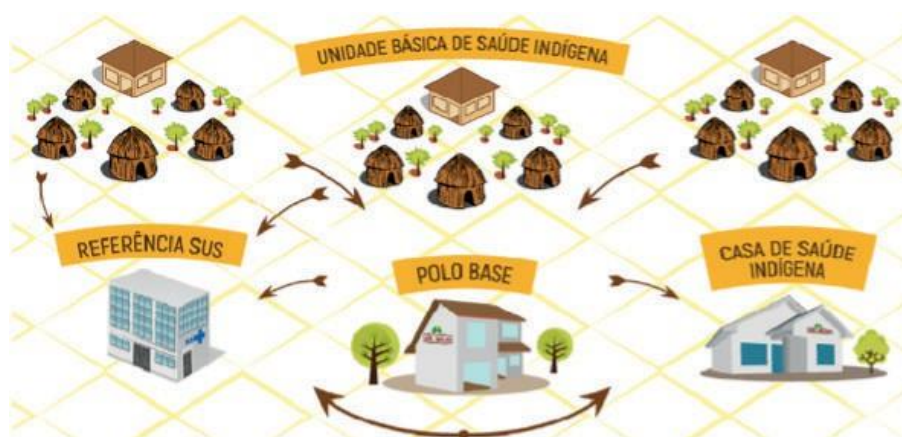 UNIDADE BÁSICA DE SAÚDE INDÍGENA
REFERÊNCIA SUS
POLO BASE
CASA DE SAÚDE
INDÍGENA